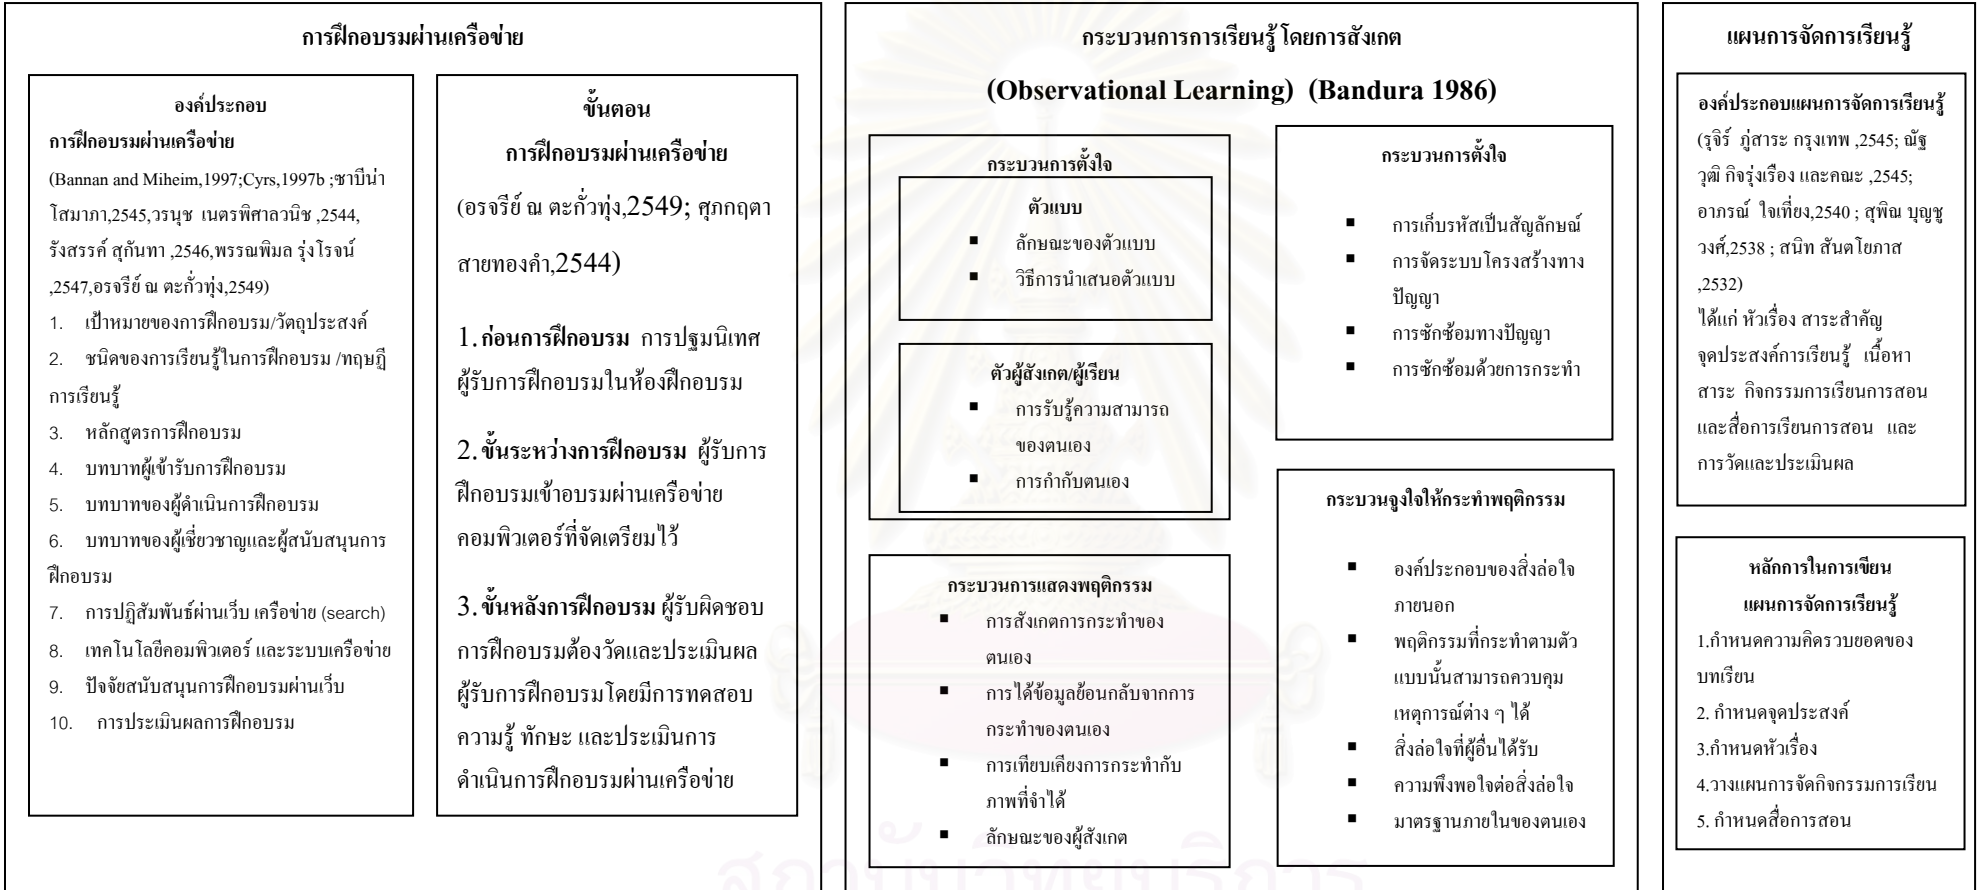 การฝึกอบรมผ่านเครือข่าย
องค์ประกอบ
การฝึกอบรมผ่านเครือข่าย
(Bannan and Miheim,1997;Cyrs,1997b ;ซาบีน่า
โสมาภา,2545,วรนุช เนตรพิศาลวนิช ,2544,
รังสรรค์ สุกันทา ,2546,พรรณพิมล รุ่งโรจน์
,2547,อรจรีย์ ณ ตะกั่วทุ่ง,2549)
1. เป้าหมายของการฝึกอบรม/วัตถุประสงค์
2. ชนิดของการเรียนรู้ในการฝึกอบรม /ทฤษฏี
การเรียนรู้
3. หลักสูตรการฝึกอบรม
4. บทบาทผู้เข้ารับการฝึกอบรม
5. บทบาทของผู้ดำเนินการฝึกอบรม
6. บทบาทของผู้เชี่ยวชาญและผู้สนับสนุนการ
ฝึกอบรม
7. การปฏิสัมพันธ์ผ่านเว็บ เครือข่าย (search)
8. เทคโนโลยีคอมพิวเตอร์ และระบบเครือข่าย
9. ปัจจัยสนับสนุนการฝึกอบรมผ่านเว็บ
10. การประเมินผลการฝึกอบรม
ขั้นตอน
การฝึกอบรมผ่านเครือข่าย
(อรจรีย์ ณ ตะกั่วทุ่ง,2549; ศุภกฤตา
สายทองคำ,2544)
1. ก่อนการฝึกอบรม การปฐมนิเทศ
ผู้รับการฝึกอบรมในห้องฝึกอบรม
2. ขั้นระหว่างการฝึกอบรม ผู้รับการ
ฝึกอบรมเข้าอบรมผ่านเครือข่าย
คอมพิวเตอร์ที่จัดเตรียมไว้
3. ขั้นหลังการฝึกอบรม ผู้รับผิดชอบ
การฝึกอบรมต้องวัดและประเมินผล
ผู้รับการฝึกอบรมโดยมีการทดสอบ
ความรู้ ทักษะ และประเมินการ
ดำเนินการฝึกอบรมผ่านเครือข่าย
กระบวนการการเรียนรู้โดยการสังเกต
(Observational Learning) (Bandura 1986)
กระบวนการตั้งใจ
ตัวแบบ
▪ ลักษณะของตัวแบบ
▪ วิธีการนำเสนอตัวแบบ
ตัวผู้สังเกต/ผู้เรียน
▪ การรับรู้ความสามารถ
ของตนเอง
▪ การกำกับตนเอง
กระบวนการแสดงพฤติกรรม
▪ การสังเกตการกระทำของ
ตนเอง
▪ การได้ข้อมูลย้อนกลับจากการ
กระทำของตนเอง
▪ การเทียบเคียงการกระทำกับ
ภาพที่จำได้
▪ ลักษณะของผู้สังเกต
กระบวนการตั้งใจ
▪ การเก็บรหัสเป็นสัญลักษณ์
▪ การจัดระบบโครงสร้างทาง
ปัญญา
▪ การซักซ้อมทางปัญญา
▪ การซักซ้อมด้วยการกระทำ
กระบวนจูงใจให้กระทำพฤติกรรม
▪ องค์ประกอบของสิ่งล่อใจ
ภายนอก
▪ พฤติกรรมที่กระทำตามตัว
แบบนั้นสามารถควบคุม
เหตุการณ์ต่าง ๆ ได้
▪ สิ่งล่อใจที่ผู้อื่นได้รับ
▪ ความพึงพอใจต่อสิ่งล่อใจ
▪ มาตรฐานภายในของตนเอง
แผนการจัดการเรียนรู้
องค์ประกอบแผนการจัดการเรียนรู้
(รุจิร์ ภู่สาระ กรุงเทพ ,2545; ณัฐ
วุฒิ กิจรุ่งเรือง และคณะ ,2545;
อาภรณ์ ใจเที่ยง,2540 ; สุพิณ บุญชู
วงศ์,2538 ; สนิท สันตโยภาส
,2532)
ได้แก่ หัวเรื่อง สาระสำคัญ
จุดประสงค์การเรียนรู้ เนื้อหา
สาระ กิจกรรมการเรียนการสอน
และสื่อการเรียนการสอน และ
การวัดและประเมินผล
หลักการในการเขียน
แผนการจัดการเรียนรู้
1.กำหนดความคิดรวบยอดของ
บทเรียน
2. กำหนดจุดประสงค์
3.กำหนดหัวเรื่อง
4.วางแผนการจัดกิจกรรมการเรียน
5. กำหนดสื่อการสอน
สถาบันวิทยบริการ